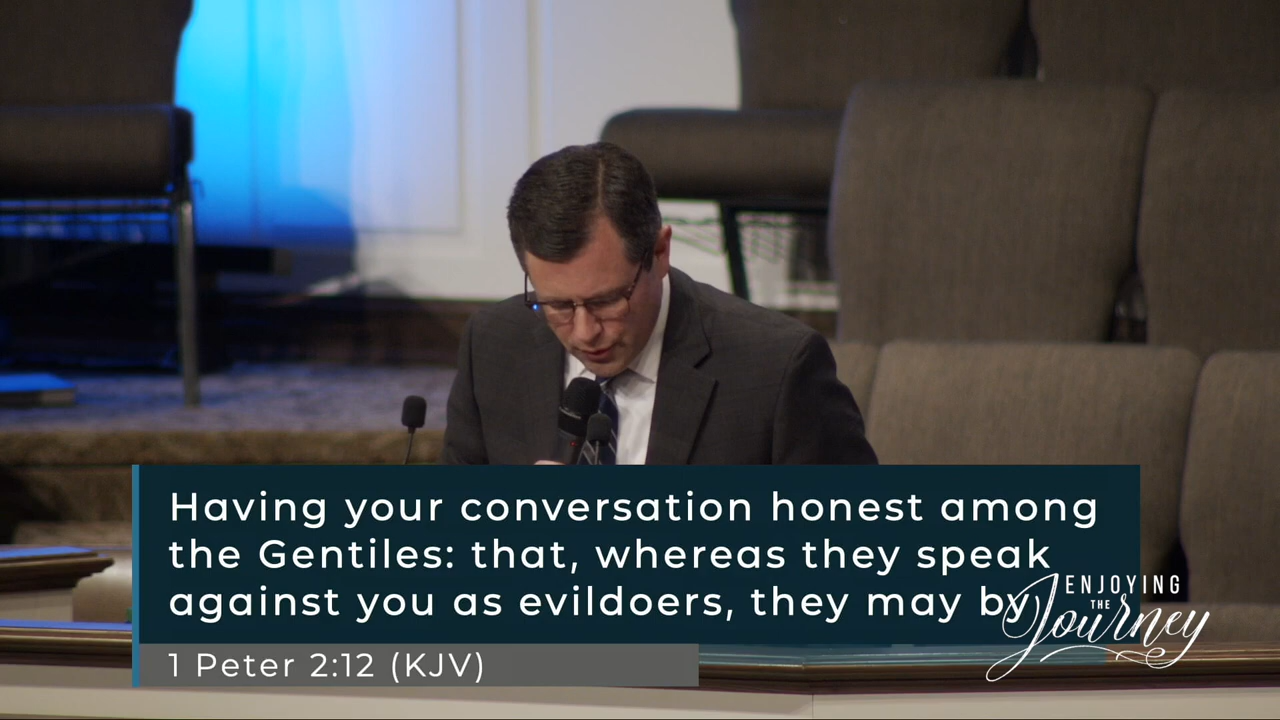 Having your conversation honest among
the Gentiles: that, whereas they speak
against you as evildoers, they may by
1 Peter 2:12 (KJV)
ENJOYING
THE
Journey